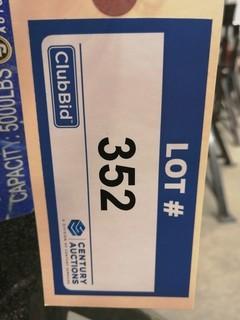 LOT #
352
ClubBid
CENTURY
AUCTIONS
CAPACITY: 5000LBS